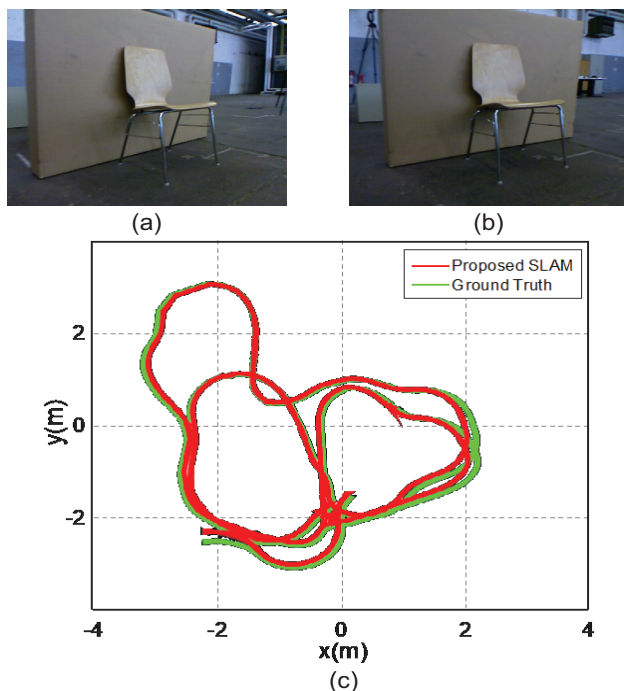 (a) (b)
Proposed SLAM
Ground Truth
2
0
-2
y(m)
-4 -2 0 2 4
x(m)
(c)